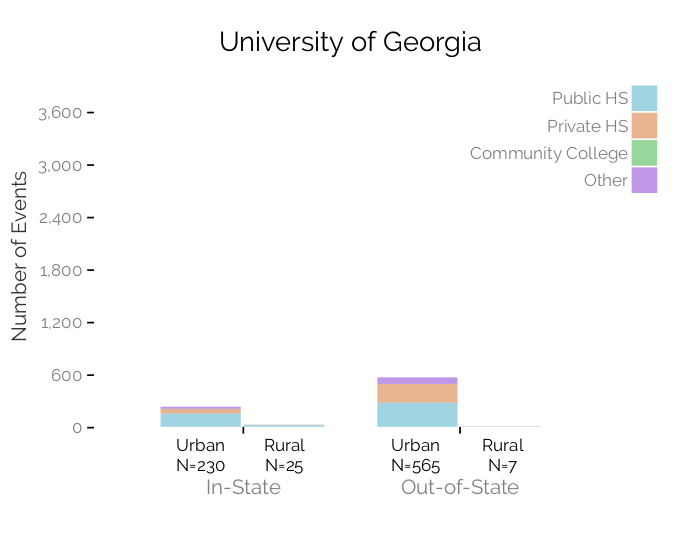 University of Georgia
Public HS
Private HS
Community College
Other
Number of Events
3,600
3,000
2,400
1,800
1,200
600
0
Urban Rural Urban Rural
N=230 N=25 N=565 N=7
In-State Out-of-State